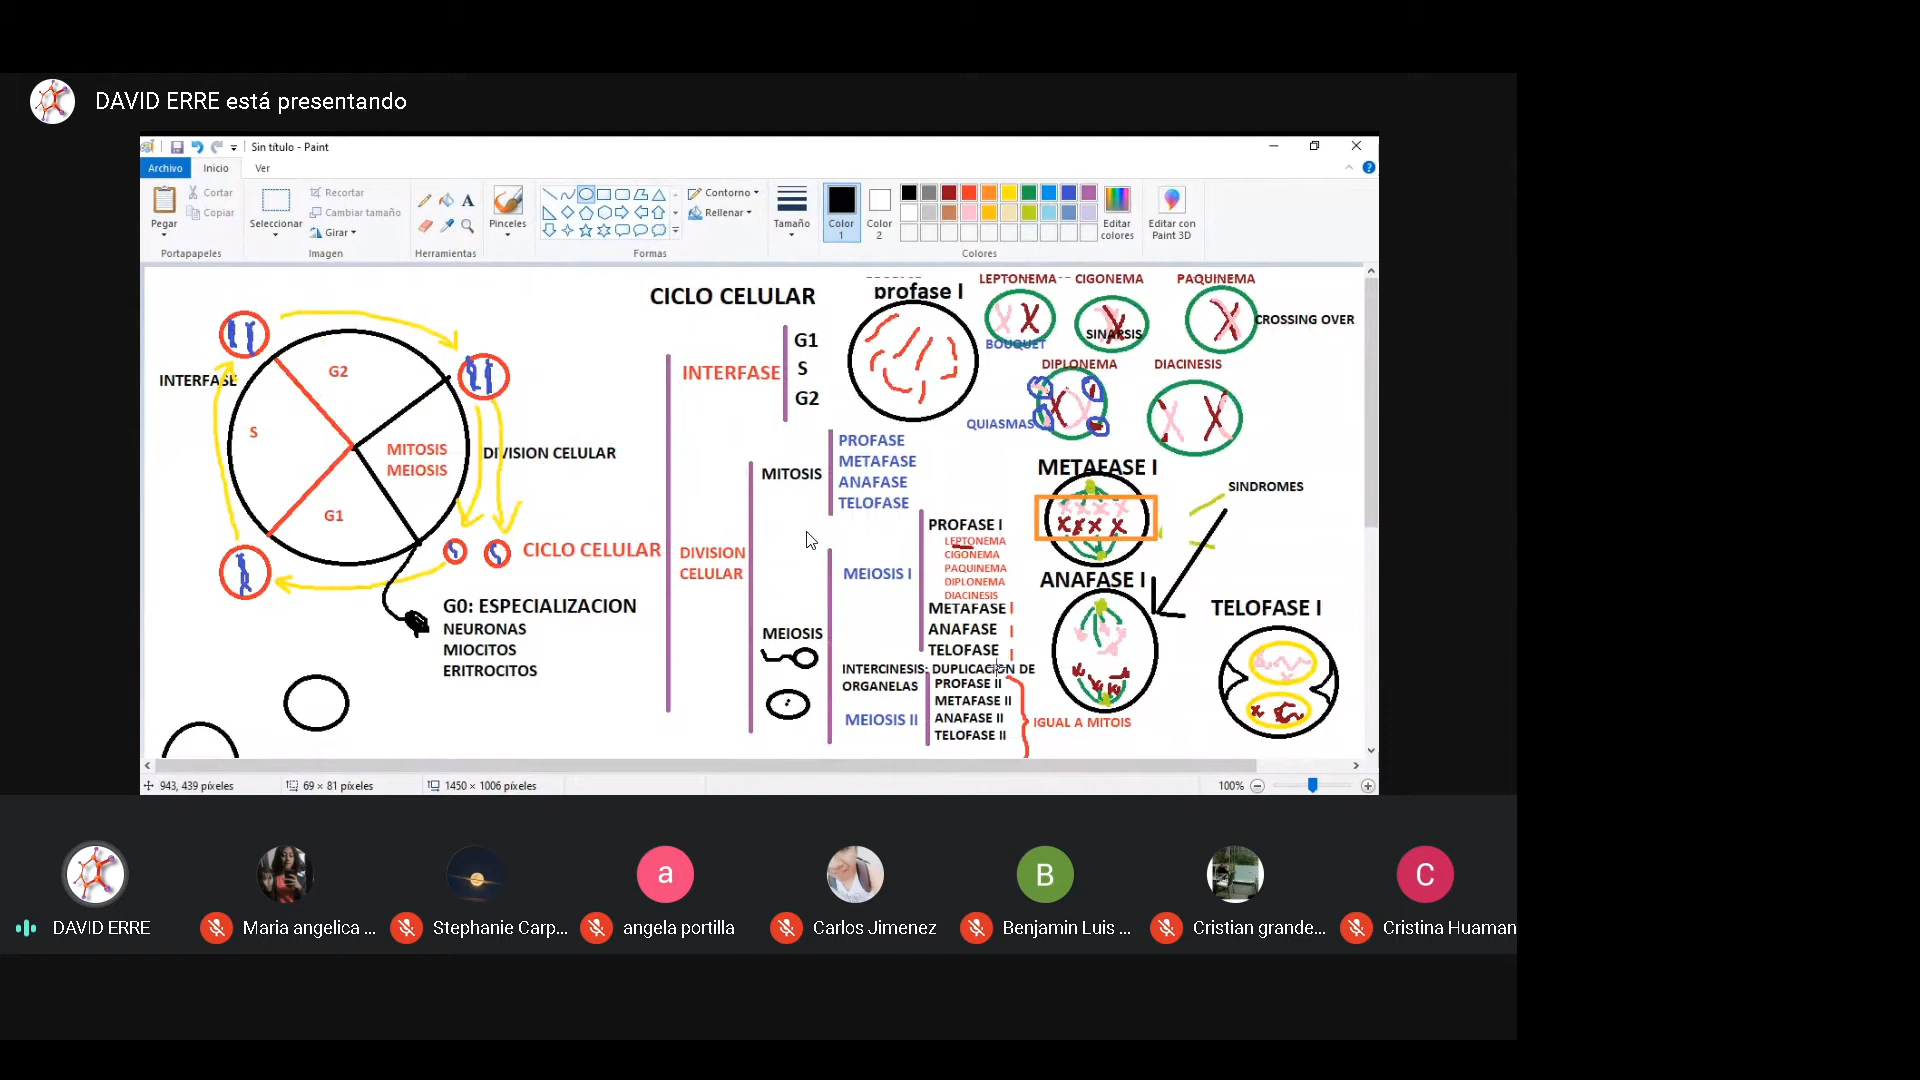 DAVID ERRE está presentando
Sin título - Paint
Archivo
Inicio
Ver
Pegar
Cortar
Copiar
Portapapeles
Seleccionar
Recortar
Cambiar tamaño
Girar
Imagen
A
Herramientas
Pinceles
Contorno
Rellenar
Formas
Tamaño
Color
1
Color
2
Editar
colores
Colores
Editar con
Paint 3D
INTERFASE
G2
S
G1
MITOSIS
MEIOSIS
DIVISION CELULAR
G0: ESPECIALIZACION
NEURONAS
MIOCITOS
ERITROCITOS
CICLO CELULAR
CICLO CELULAR
INTERFASE
G1
S
G2
DIVISION
CELULAR
MITOSIS
PROFASE
METAFASE
ANAFASE
TELOFASE
MEIOSIS
MEIOSIS I
PROFASE I
LEPTONEMA
CIGONEMA
PAQUINEMA
DIPLONEMA
DIACINESIS
METAFASE I
ANAFASE I
TELOFASE I
INTERCINESIS: DUPLICACION DE
ORGANELAS
MEIOSIS II
PROFASE II
METAFASE II
ANAFASE II
TELOFASE II
IGUAL A MITOIS
profase I
LEPTONEMA
CIGONEMA
PAQUINEMA
BOUQUET
SINAPSIS
CROSSING OVER
DIPLONEMA
DIACINESIS
QUIASMAS
METAFASE I
SINDROMES
ANAFASE I
TELOFASE I
943, 439 píxeles
69 × 81 píxeles
1450 × 1006 píxeles
100%
a
B
C
DAVID ERRE
Maria angelica ...
Stephanie Carp...
angela portilla
Carlos Jimenez
Benjamin Luis ...
Cristian grande...
Cristina Huaman